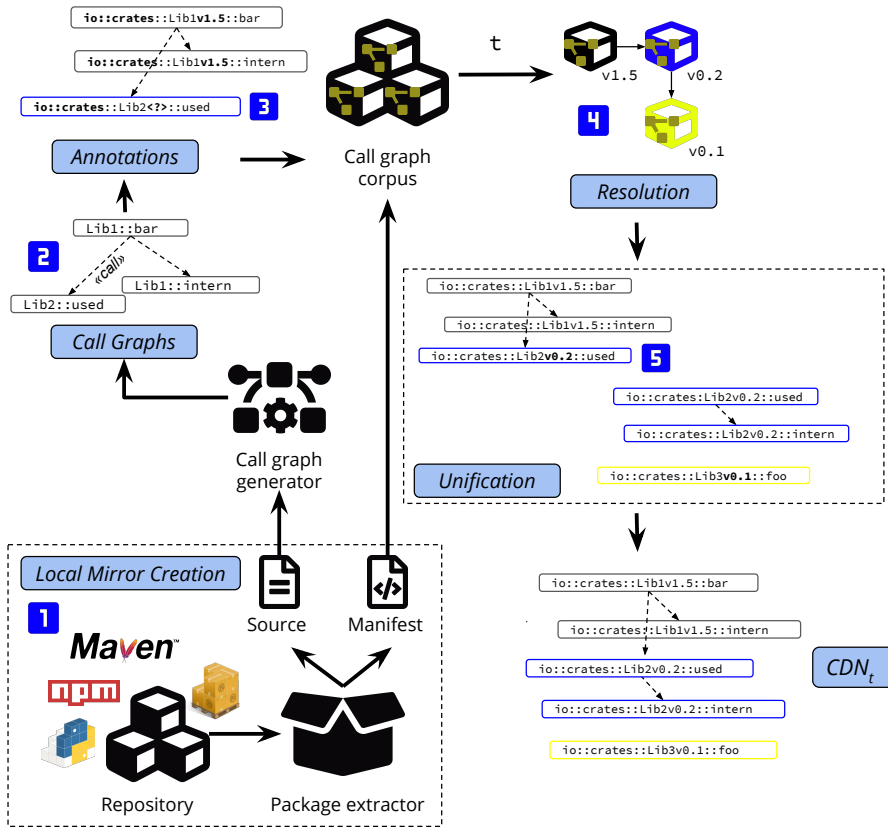 io::crates::Lib1v1.5::bar
io::crates::Lib1v1.5::intern
io::crates::Lib2<?>::used
3
Annotations
Call graph
corpus
t
v1.5
v0.2
v0.1
4
Resolution
2
Lib1::bar
«call»
Lib1::intern
Lib2::used
Call Graphs
Call graph
generator
io::crates::Lib1v1.5::bar
io::crates::Lib1v1.5::intern
io::crates::Lib2v0.2::used
5
io::crates:Lib2v0.2::used
io::crates::Lib2v0.2::intern
io::crates::Lib3v0.1::foo
Unification
Local Mirror Creation
1
Source
Manifest
Maven™
npm
Repository
Package extractor
io::crates::Lib1v1.5::bar
io::crates::Lib1v1.5::intern
io::crates::Lib2v0.2::used
io::crates::Lib2v0.2::intern
io::crates::Lib3v0.1::foo
CDNt